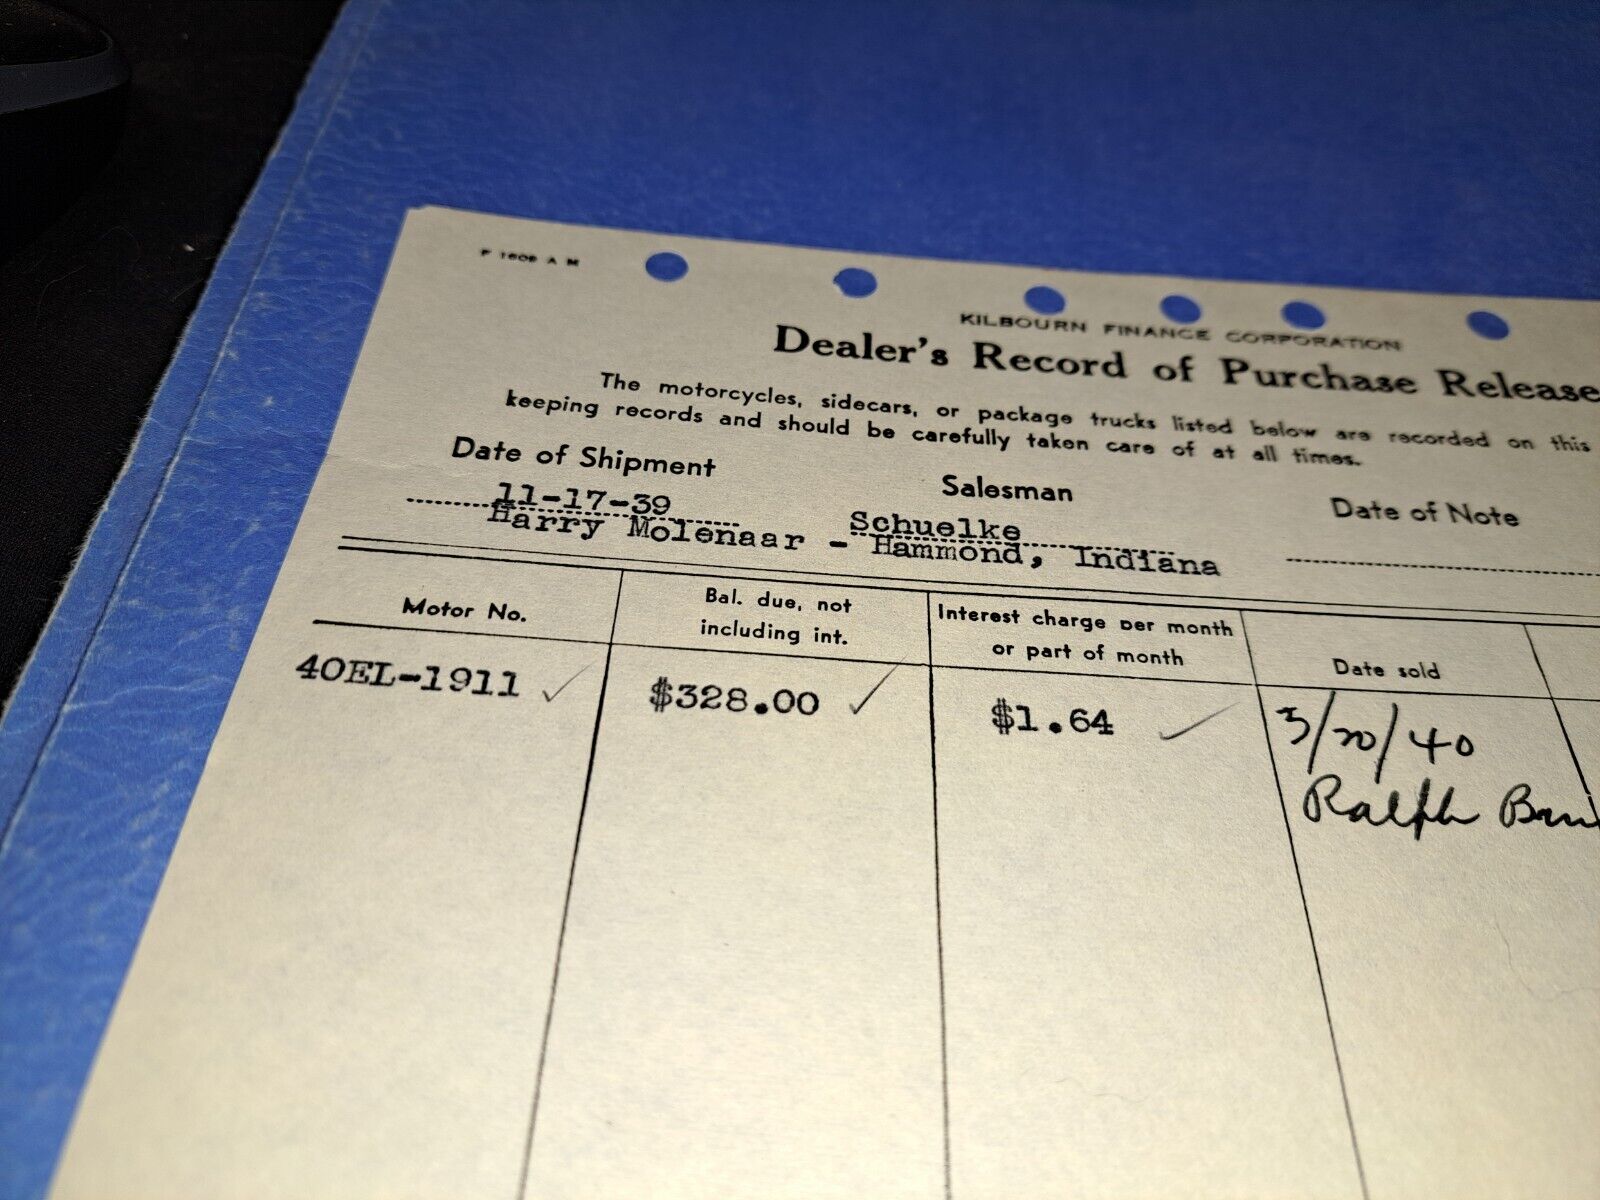 F 1606 A M
KILBOURN FINANCE CORPORATION
Dealer's Record of Purchase Release
The motorcycles, sidecars, or package trucks listed below are recorded on this
keeping records and should be carefully taken care of at all times.
Date of Shipment Salesman Date of Note
11-17-39 Schuelke
Harry Molenaar - Hammond, Indiana
Motor No. Bal. due, not including int. Interest charge per month or part of month Date sold
40EL-1911 $328.00 $1.64 3/20/40
Ralph